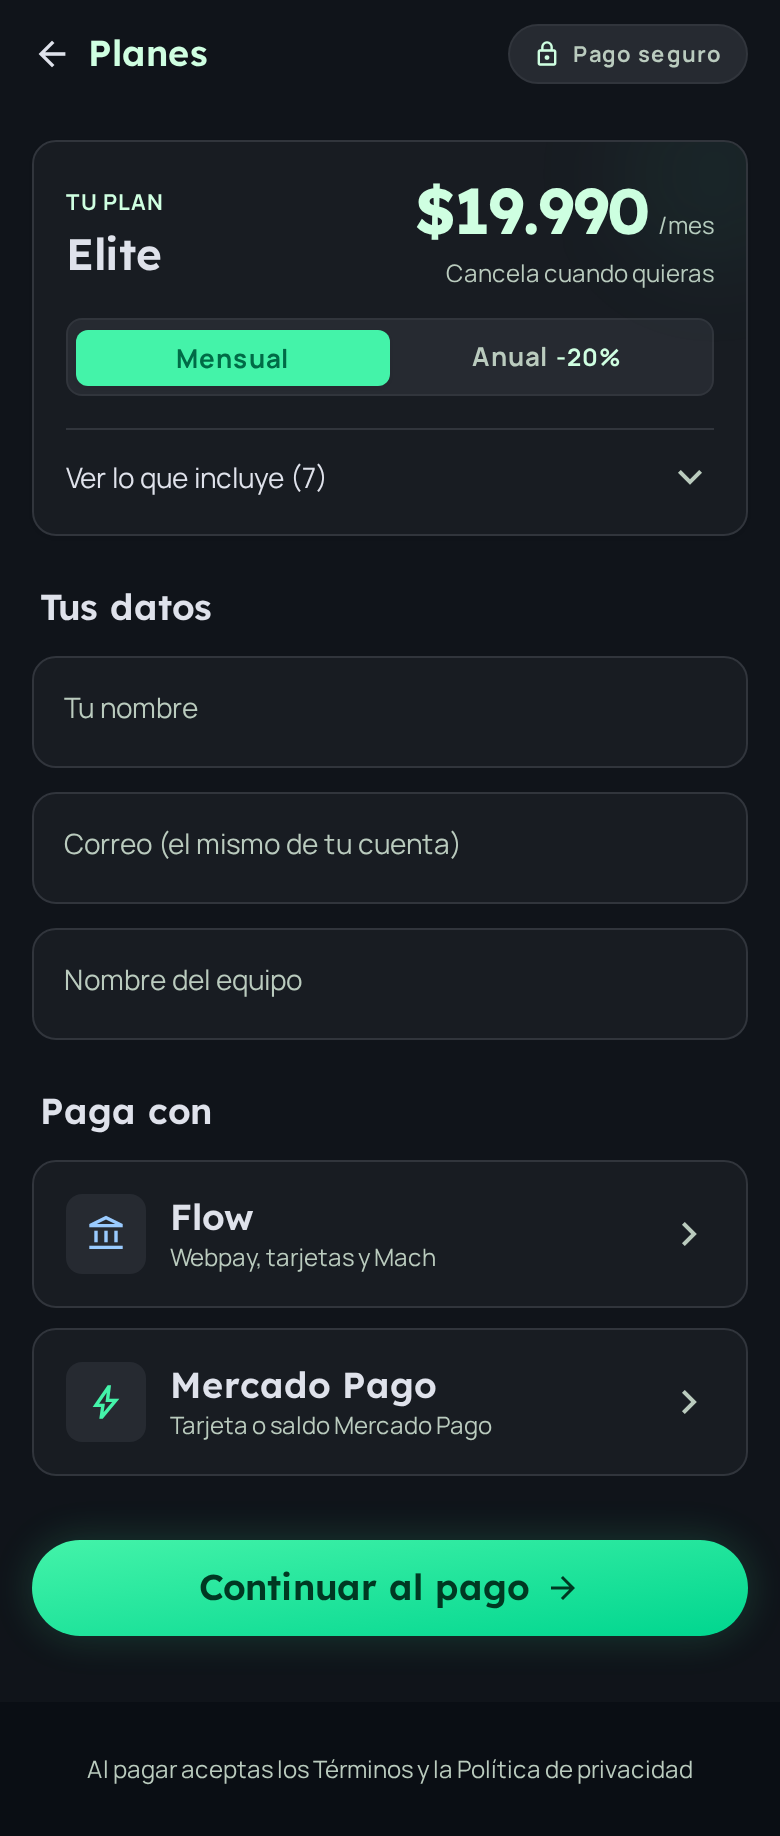 Planes
Pago seguro
TU PLAN
Elite
$19.990 /mes
Cancela cuando quieras
Mensual
Anual -20%
Ver lo que incluye (7)
Tus datos
Tu nombre
Correo (el mismo de tu cuenta)
Nombre del equipo
Paga con
Flow
Webpay, tarjetas y Mach
Mercado Pago
Tarjeta o saldo Mercado Pago
Continuar al pago
Al pagar aceptas los Términos y la Política de privacidad